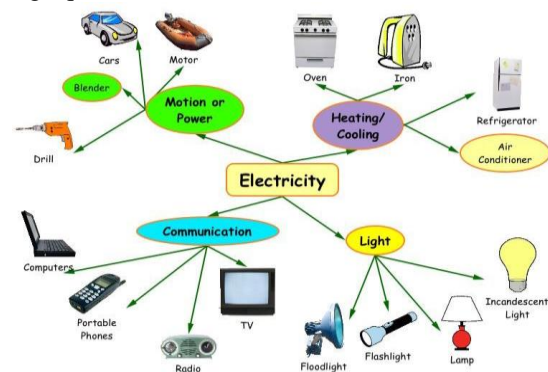 Cars
Motor
Blender
Motion or
Power
Drill
Oven
Iron
Heating/
Cooling
Refrigerator
Air
Conditioner
Electricity
Communication
Light
Computers
Portable
Phones
Radio
TV
Floodlight
Flashlight
Lamp
Incandescent
Light